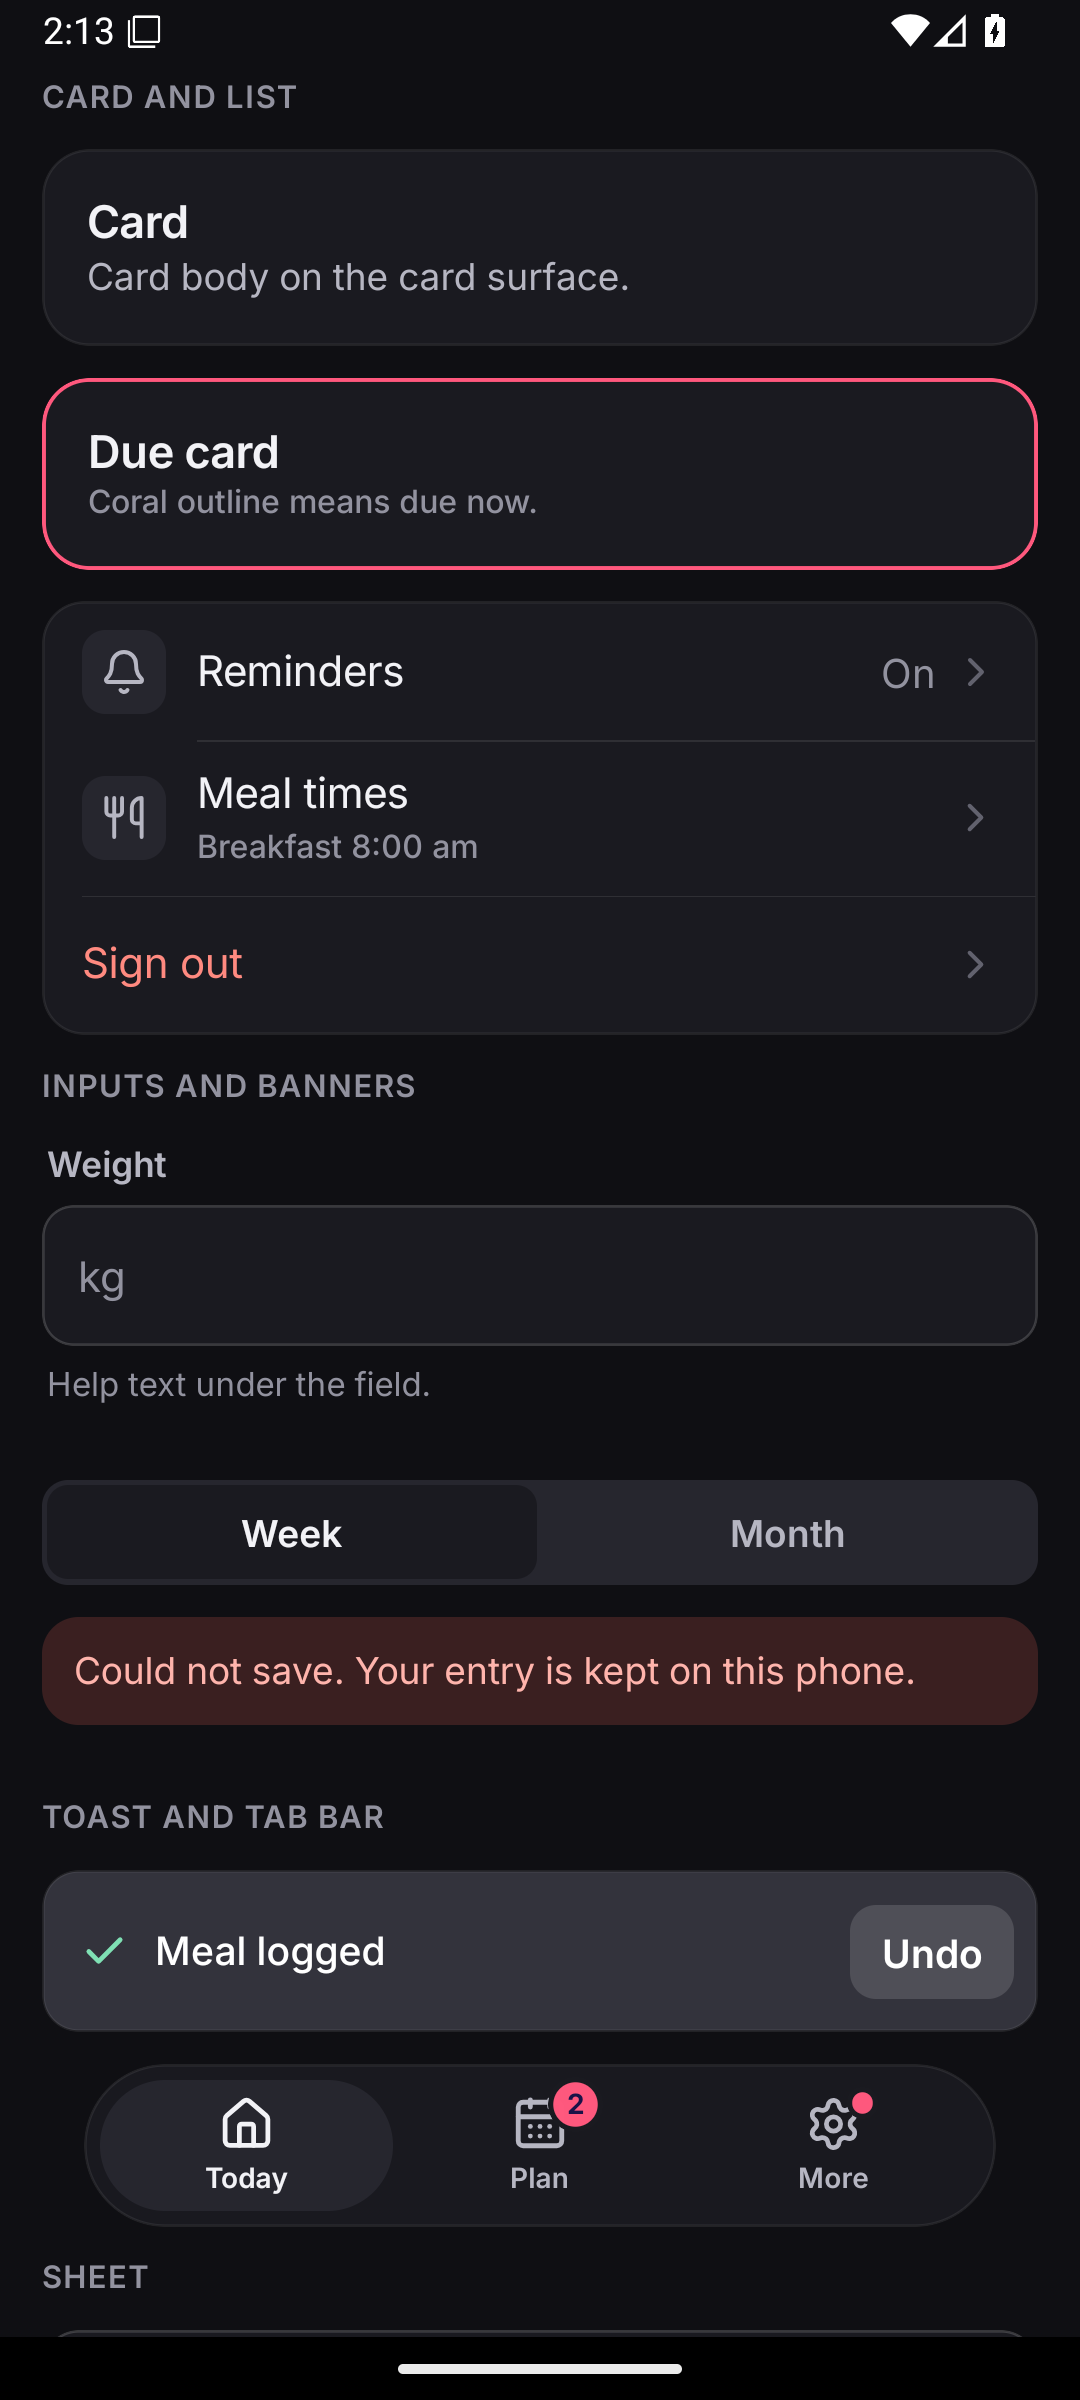 2:13
CARD AND LIST
Card
Card body on the card surface.
Due card
Coral outline means due now.
Reminders
On
Meal times
Breakfast 8:00 am
Sign out
INPUTS AND BANNERS
Weight
kg
Help text under the field.
Week
Month
Could not save. Your entry is kept on this phone.
TOAST AND TAB BAR
Meal logged
Undo
2
Today
Plan
More
SHEET